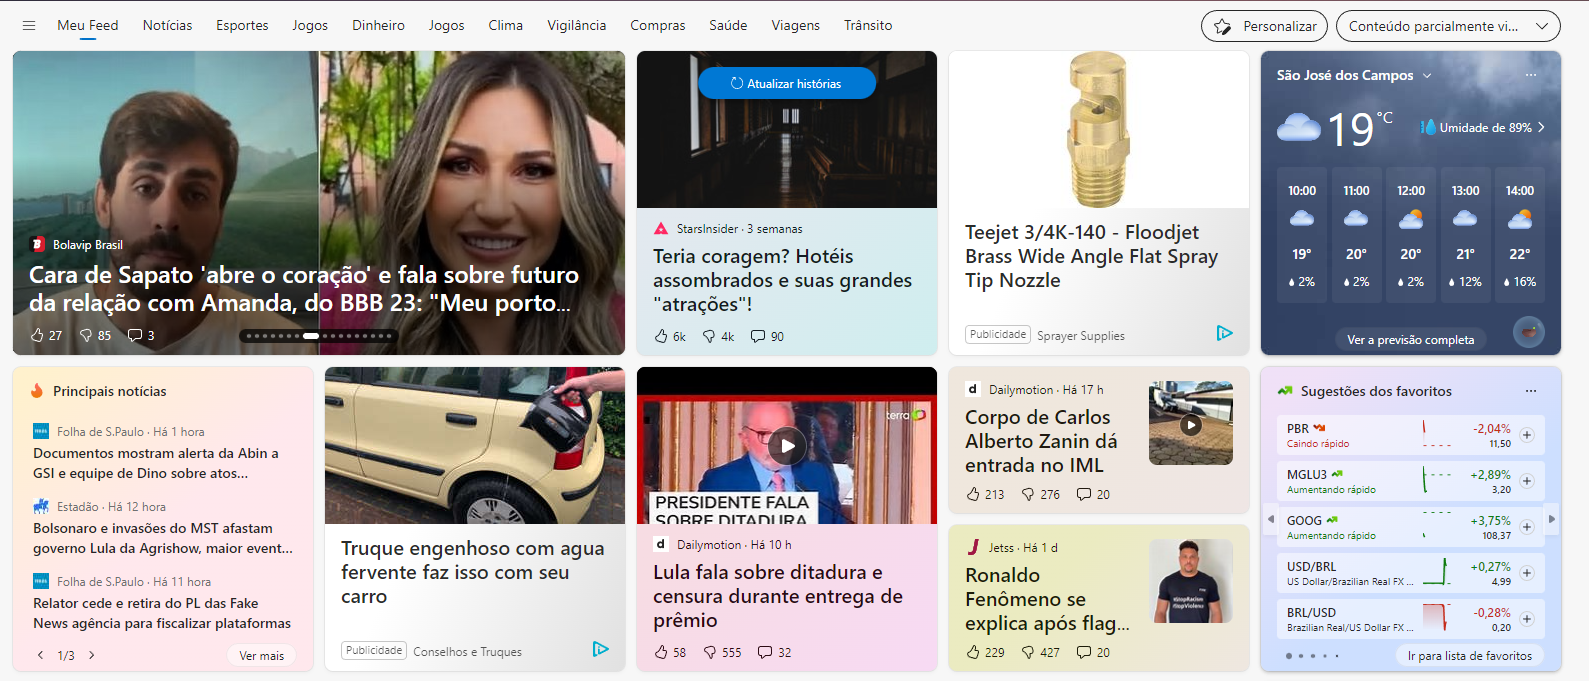 Meu Feed
Notícias
Esportes
Jogos
Dinheiro
Jogos
Clima
Vigilância
Compras
Saúde
Viagens
Trânsito
Personalizar
Conteúdo parcialmente vi...
Bolavip Brasil
Cara de Sapato 'abre o coração' e fala sobre futuro
da relação com Amanda, do BBB 23: "Meu porto...
27 85 3
Atualizar histórias
StarsInsider · 3 semanas
Teria coragem? Hotéis
assombrados e suas grandes
"atrações"!
6k 4k 90
Teejet 3/4K-140 - Floodjet
Brass Wide Angle Flat Spray
Tip Nozzle
Publicidade Sprayer Supplies
São José dos Campos
19 °C
Umidade de 89%
10:00 11:00 12:00 13:00 14:00
19° 20° 20° 21° 22°
2% 2% 2% 12% 16%
Ver a previsão completa
Principais notícias
Folha de S.Paulo · Há 1 hora
Documentos mostram alerta da Abin a
GSI e equipe de Dino sobre atos...
Estadão · Há 12 hora
Bolsonaro e invasões do MST afastam
governo Lula da Agrishow, maior event...
Folha de S.Paulo · Há 11 hora
Relator cede e retira do PL das Fake
News agência para fiscalizar plataformas
1/3
Ver mais
Truque engenhoso com agua
fervente faz isso com seu
carro
Publicidade Conselhos e Truques
terra
PRESIDENTE FALA
SOBRE DITADURA
d Dailymotion · Há 10 h
Lula fala sobre ditadura e
censura durante entrega de
prêmio
58 555 32
d Dailymotion · Há 17 h
Corpo de Carlos
Alberto Zanin dá
entrada no IML
213 276 20
J Jetss · Há 1 d
Ronaldo
Fenômeno se
explica após flag...
229 427 20
Sugestões dos favoritos
PBR -2,04%
Caindo rápido 11,50
MGLU3 +2,89%
Aumentando rápido 3,20
GOOG +3,75%
Aumentando rápido 108,37
USD/BRL +0,27%
US Dollar/Brazilian Real FX ... 4,99
BRL/USD -0,28%
Brazilian Real/US Dollar FX ... 0,20
Ir para lista de favoritos